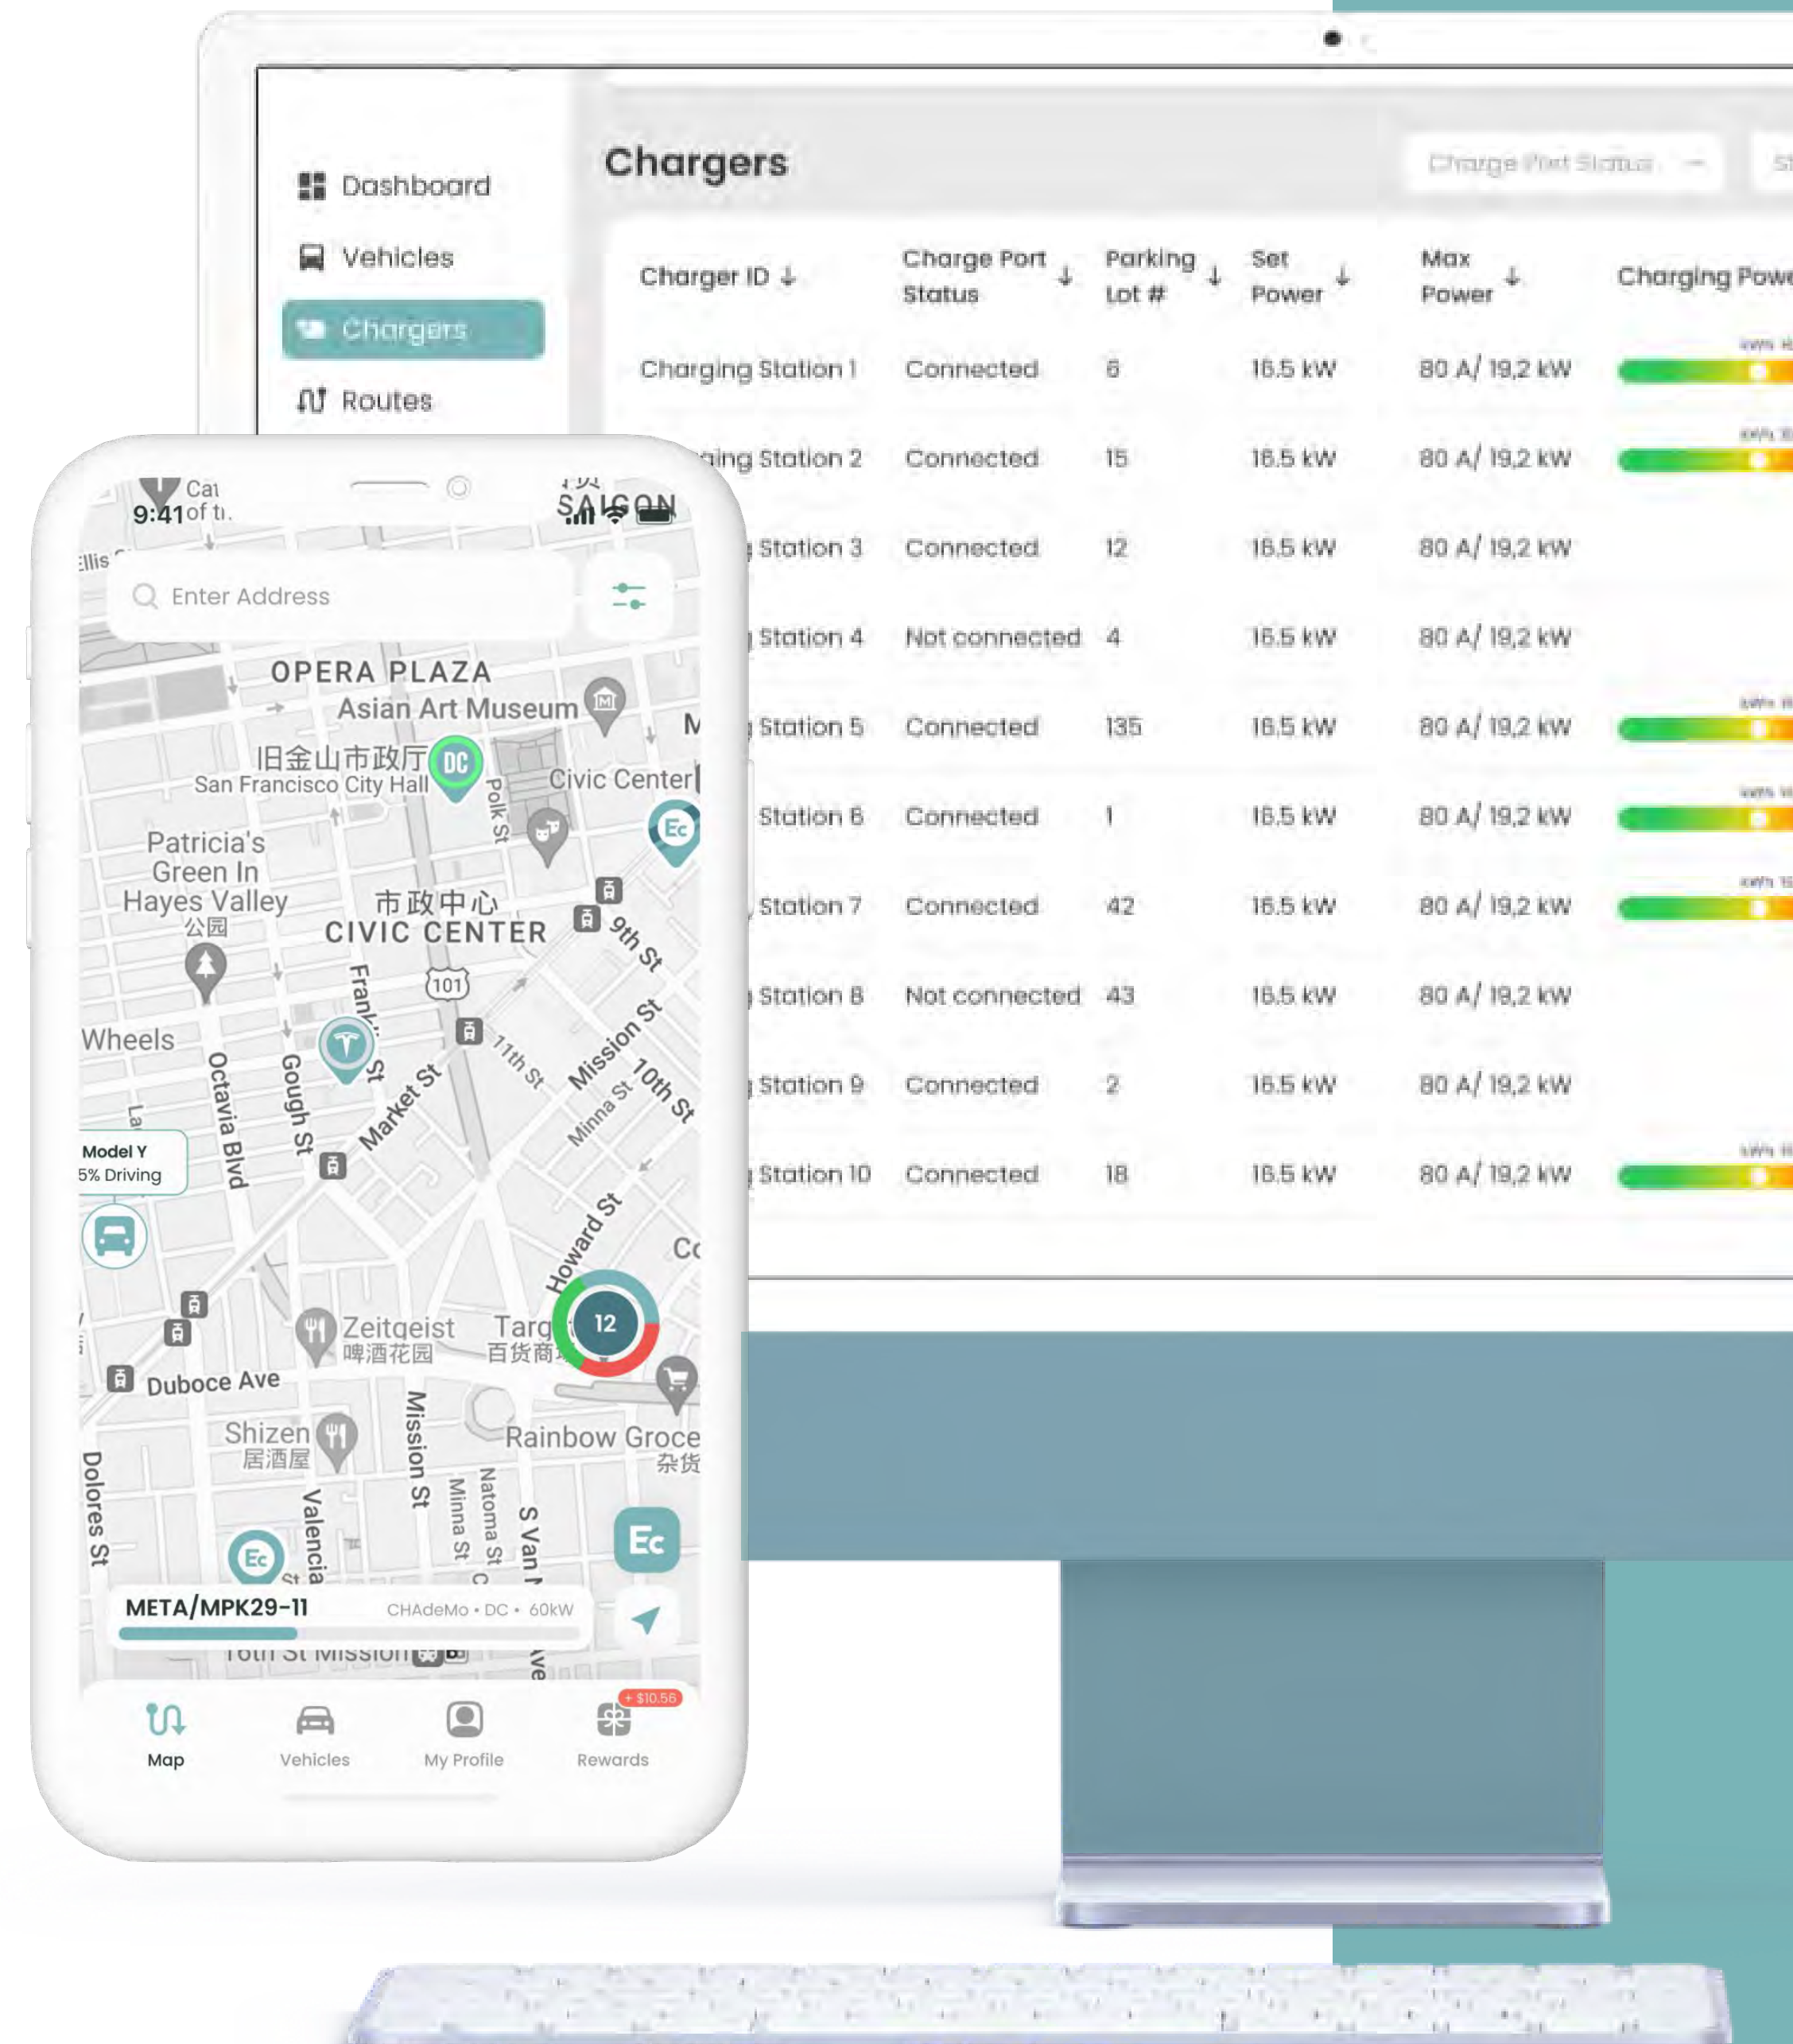 Dashboard
Vehicles
Chargers
Routes
Chargers
Charge Port Status
Charger ID ↓ Charge Port Status ↓ Parking Lot # ↓ Set Power ↓ Max Power ↓ Charging
Charging Station 1 Connected 6 16.5 kW 80 A/ 19,2 kW
Station 2 Connected 15 16.5 kW 80 A/ 19,2 kW
Station 3 Connected 12 16.5 kW 80 A/ 19,2 kW
Station 4 Not connected 4 16.5 kW 80 A/ 19,2 kW
Station 5 Connected 135 16.5 kW 80 A/ 19,2 kW
Station 6 Connected 1 16.5 kW 80 A/ 19,2 kW
Station 7 Connected 42 16.5 kW 80 A/ 19,2 kW
Station 8 Not connected 43 16.5 kW 80 A/ 19,2 kW
Station 9 Connected 2 16.5 kW 80 A/ 19,2 kW
Station 10 Connected 18 16.5 kW 80 A/ 19,2 kW
9:41
SAIGON
Enter Address
OPERA PLAZA
Asian Art Museum
旧金山市政厅
San Francisco City Hall
DC
Polk St
Civic Center
Ec
Patricia's
Green In
Hayes Valley
公园
市政中心
CIVIC CENTER
9th St
101
Wheels
Octavia Blvd
Gough St
St
Market St
11th St
Mission St
Minna St
10th St
Model Y
5% Driving
Howard St
12
Zeitgeist
啤酒花园
Duboce Ave
Shizen
居酒屋
Mission St
Rainbow
杂货
Dolores St
Valencia
Minna St
Natoma St
S Van
Ec
Ec
St
META/MPK29-11
CHAdeMo • DC • 60kW
16th St Mission
Ave
Map
Vehicles
My Profile
+ $10.56
Rewards